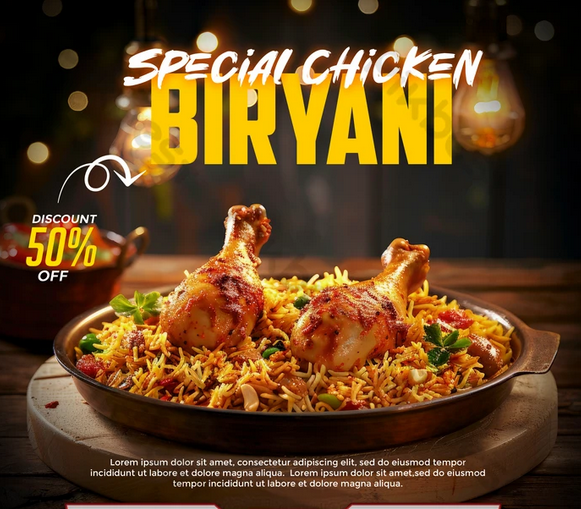 SPECIAL CHICKEN
BIRYANI
DISCOUNT
50%
OFF
Lorem ipsum dolor sit amet, consectetur adipiscing elit, sed do eiusmod tempor
incididunt ut labore et dolore magna aliqua. Lorem ipsum dolor sit amet,sed do eiusmod
tempor incididunt ut labore et dolore magna aliqua.